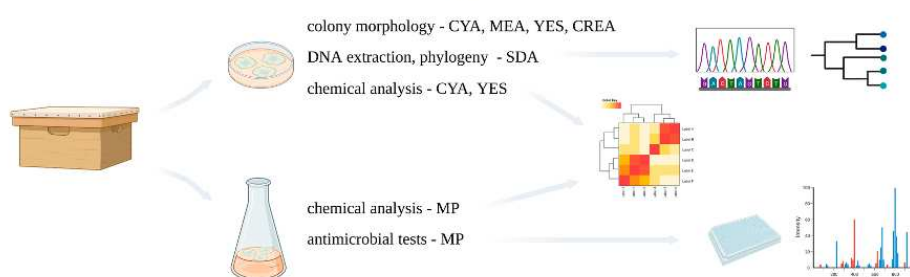 colony morphology - CYA, MEA, YES, CREA
DNA extraction, phylogeny - SDA
chemical analysis - CYA, YES
chemical analysis - MP
antimicrobial tests - MP
Intensity